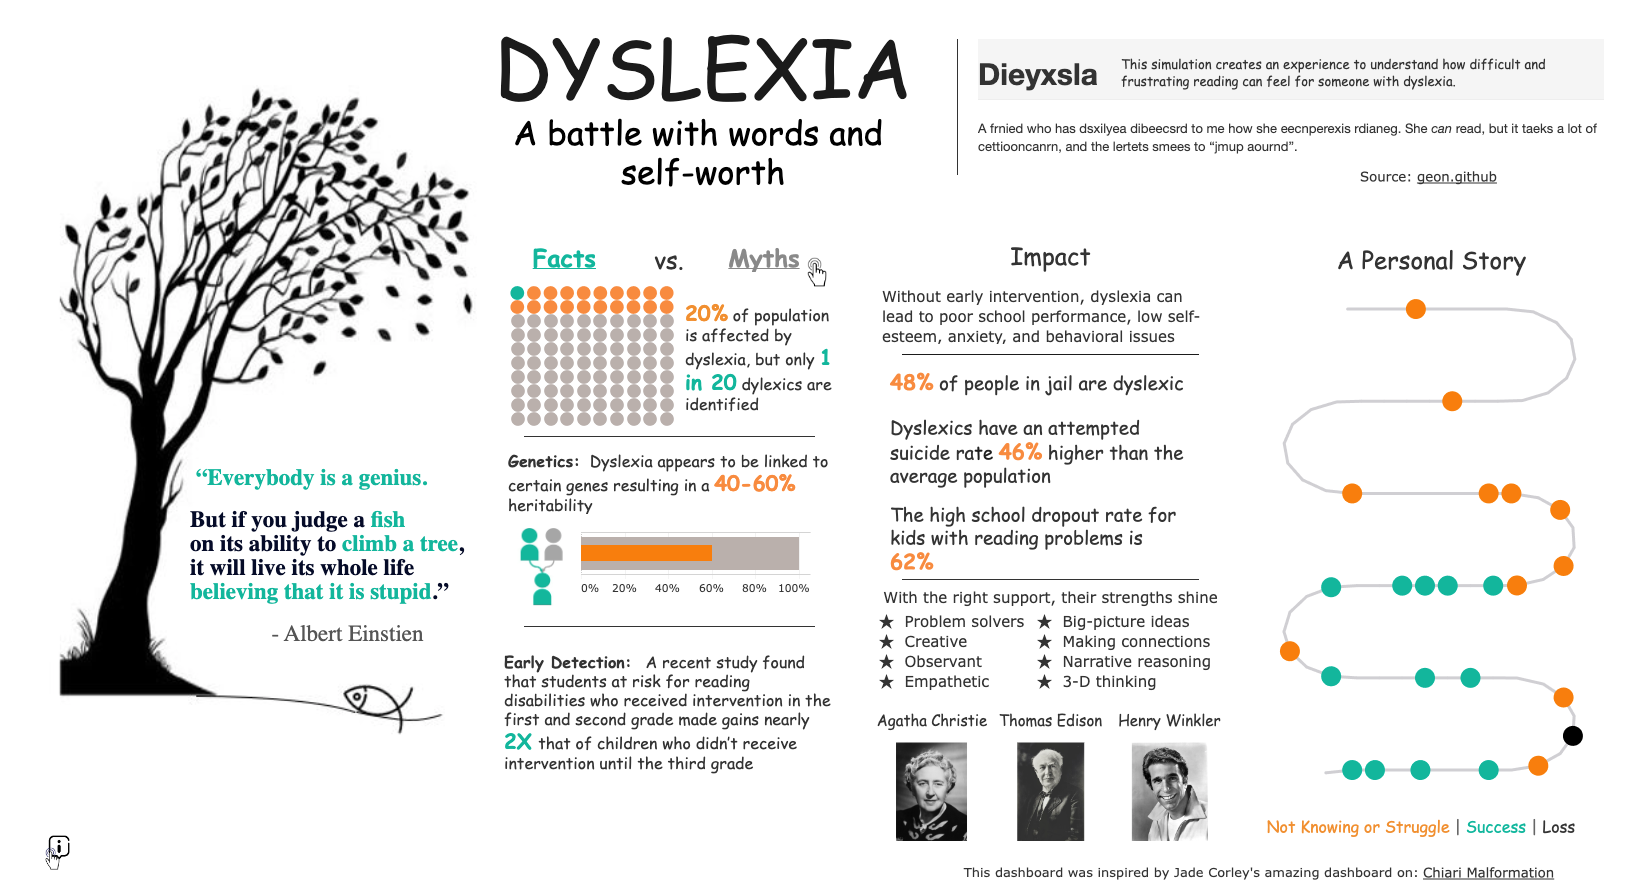 DYSLEXIA
A battle with words and
self-worth
Dieyxsla
This simulation creates an experience to understand how difficult and
frustrating reading can feel for someone with dyslexia.
A frnied who has dsxilyea dibeecsrd to me how she eecnperexis rdianeg. She can read, but it taeks a lot of
cettiooncanrn, and the lertets smees to “jmup aournd”.
Source: geon.github
“Everybody is a genius.
But if you judge a fish
on its ability to climb a tree,
it will live its whole life
believing that it is stupid.”
- Albert Einstien
Facts vs. Myths
20% of population
is affected by
dyslexia, but only 1
in 20 dylexics are
identified
Genetics: Dyslexia appears to be linked to
certain genes resulting in a 40-60%
heritability
0% 20% 40% 60% 80% 100%
Early Detection: A recent study found
that students at risk for reading
disabilities who received intervention in the
first and second grade made gains nearly
2X that of children who didn’t receive
intervention until the third grade
Impact
Without early intervention, dyslexia can
lead to poor school performance, low self-
esteem, anxiety, and behavioral issues
48% of people in jail are dyslexic
Dyslexics have an attempted
suicide rate 46% higher than the
average population
The high school dropout rate for
kids with reading problems is
62%
With the right support, their strengths shine
★ Problem solvers ★ Big-picture ideas
★ Creative ★ Making connections
★ Observant ★ Narrative reasoning
★ Empathetic ★ 3-D thinking
Agatha Christie Thomas Edison Henry Winkler
A Personal Story
Not Knowing or Struggle | Success | Loss
This dashboard was inspired by Jade Corley's amazing dashboard on: Chiari Malformation